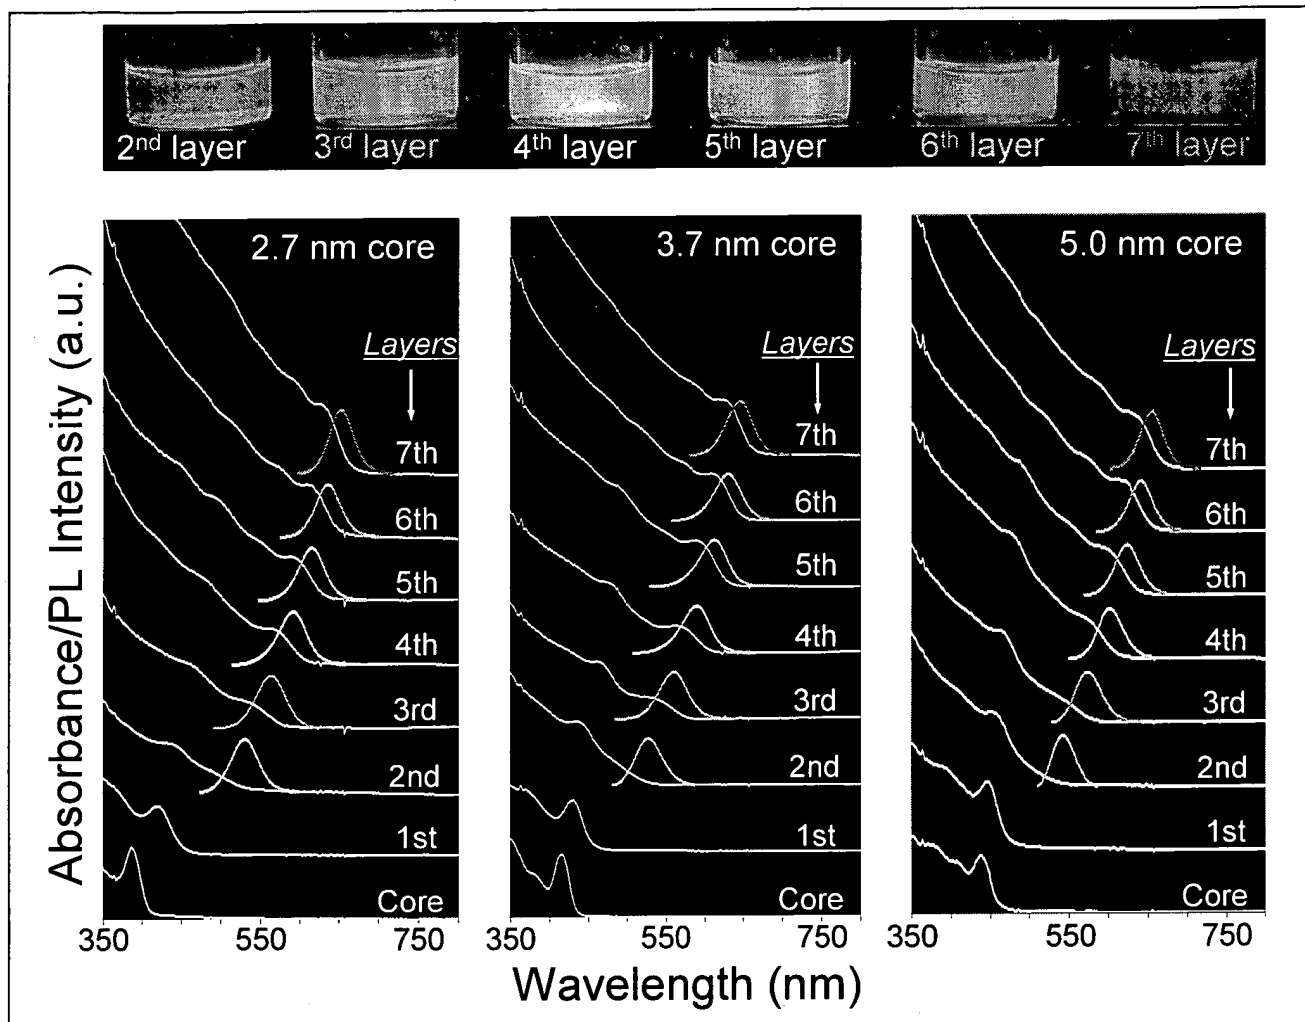 2nd layer 3rd layer 4th layer 5th layer 6th layer 7th layer
Absorbance/PL Intensity (a.u.)
2.7 nm core
Layers
7th
6th
5th
4th
3rd
2nd
1st
Core
350 550 750
3.7 nm core
Layers
7th
6th
5th
4th
3rd
2nd
1st
Core
350 550 750
5.0 nm core
Layers
7th
6th
5th
4th
3rd
2nd
1st
Core
350 550 750
Wavelength (nm)